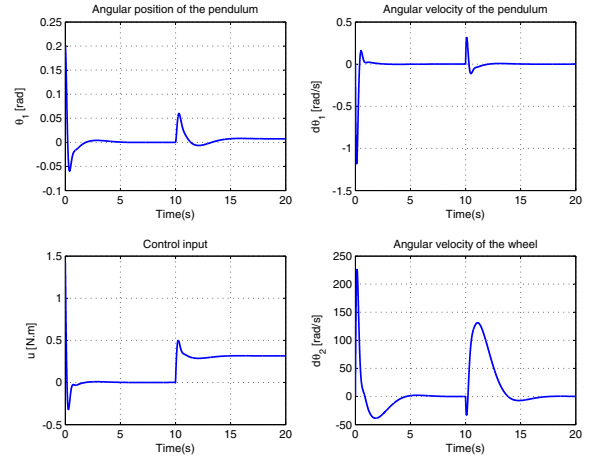 Angular position of the pendulum
0.25
0.2
0.15
0.1
0.05
0
-0.05
0.1
θ₁ [rad]
0 5 10 15 20
Time(s)
Angular velocity of the pendulum
0.5
0
-0.5
-1
-1.5
dθ₁ [rad/s]
0 5 10 15 20
Time(s)
Control input
1.5
1
0.5
0
-0.5
u [N.m]
0 5 10 15 20
Time(s)
Angular velocity of the wheel
250
200
150
100
50
0
-50
dθ₂ [rad/s]
0 5 10 15 20
Time(s)